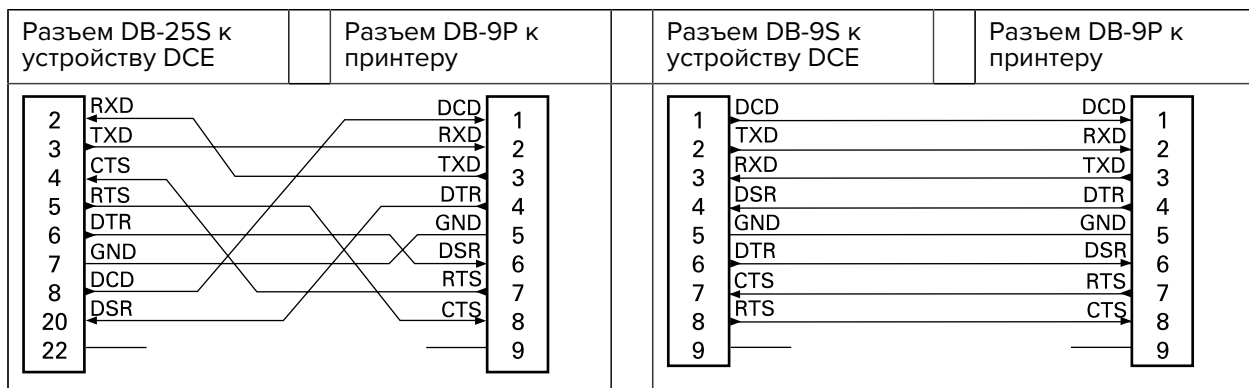 Разъем DB-25S к
устройству DCE
Разъем DB-9P к
принтеру
Разъем DB-9S к
устройству DCE
Разъем DB-9P к
принтеру
2 RXD DCD 1
3 TXD RXD 2
4 CTS TXD 3
5 RTS DTR 4
6 DTR GND 5
7 GND DSR 6
8 DCD RTS 7
20 DSR CTS 8
22 9
1 DCD DCD 1
2 TXD RXD 2
3 RXD TXD 3
4 DSR DTR 4
5 GND GND 5
6 DTR DSR 6
7 CTS RTS 7
8 RTS CTS 8
9 9